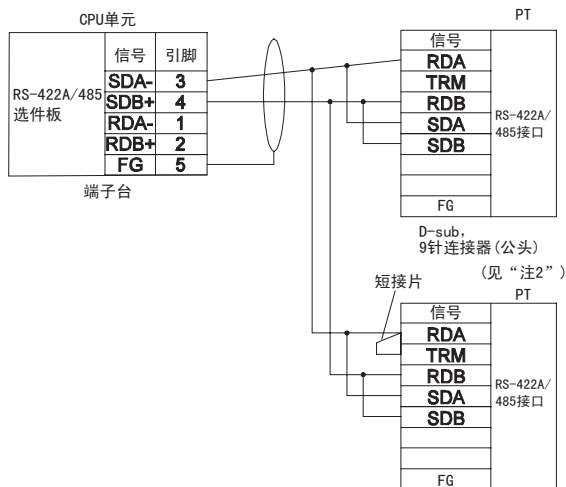 CPU单元
RS-422A/485
选件板
信号 引脚
SDA- 3
SDB+ 4
RDA- 1
RDB+ 2
FG 5
端子台
PT
信号
RDA
TRM
RDB
SDA
SDB
FG
RS-422A/
485接口
D-sub,
9针连接器(公头)
(见“注2”)
短接片
PT
信号
RDA
TRM
RDB
SDA
SDB
FG
RS-422A/
485接口